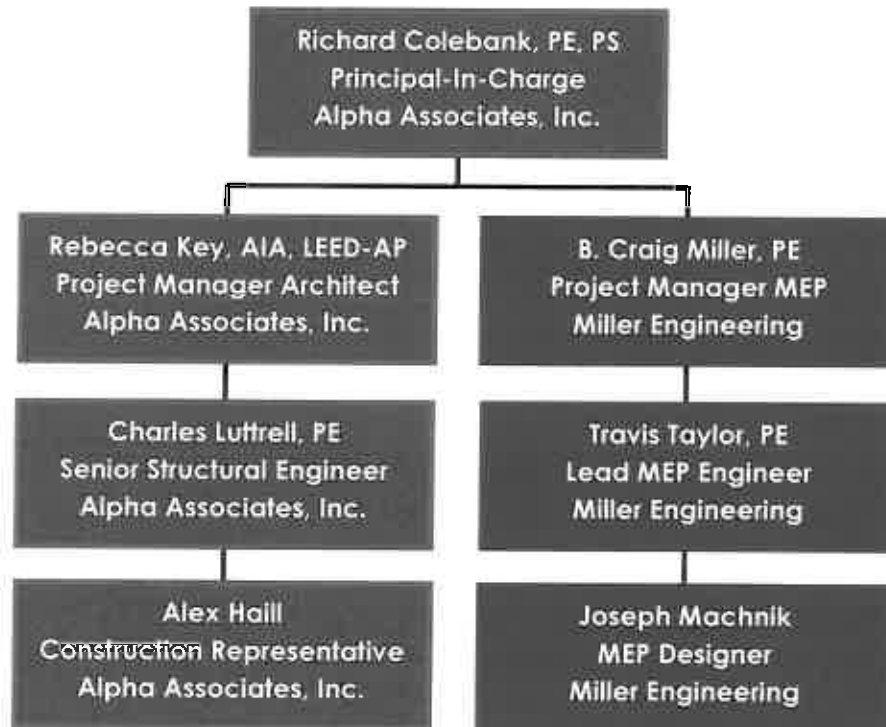 Richard Colebank, PE, PS
Principal-In-Charge
Alpha Associates, Inc.
Rebecca Key, AIA, LEED-AP
Project Manager Architect
Alpha Associates, Inc.
B. Craig Miller, PE
Project Manager MEP
Miller Engineering
Charles Luttrell, PE
Senior Structural Engineer
Alpha Associates, Inc.
Travis Taylor, PE
Lead MEP Engineer
Miller Engineering
Alex Haill
Construction Representative
Alpha Associates, Inc.
Joseph Machnik
MEP Designer
Miller Engineering